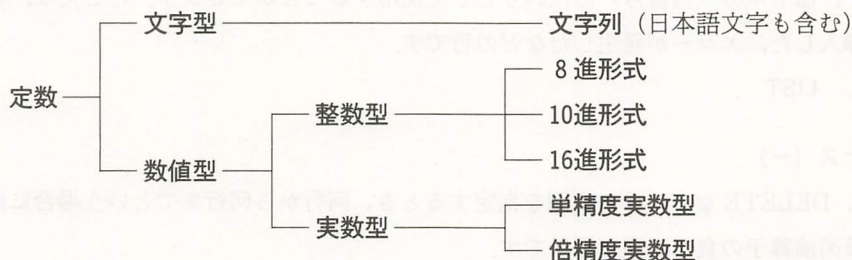 文字型 文字列（日本語文字も含む）
8進形式
定数
整数型 10進形式
数値型 16進形式
単精度実数型
実数型
倍精度実数型